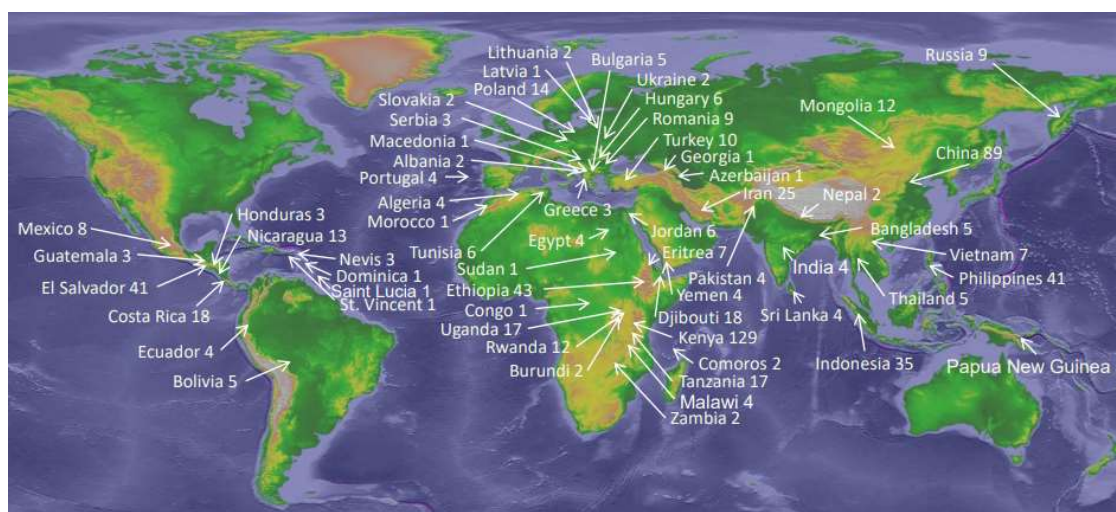 Lithuania 2
Latvia 1
Poland 14
Slovakia 2
Serbia 3
Macedonia 1
Albania 2
Portugal 4
Algeria 4
Morocco 1
Tunisia 6
Bulgaria 5
Ukraine 2
Hungary 6
Romania 9
Turkey 10
Georgia 1
Azerbaijan 1
Iran 25
Greece 3
Russia 9
Mongolia 12
China 89
Nepal 2
Bangladesh 5
Vietnam 7
Philippines 41
Thailand 5
India 4
Sri Lanka 4
Indonesia 35
Papua New Guinea
Mexico 8
Guatemala 3
El Salvador 41
Costa Rica 18
Honduras 3
Nicaragua 13
Nevis 3
Dominica 1
Saint Lucia 1
St. Vincent 1
Ecuador 4
Bolivia 5
Egypt 4
Sudan 1
Ethiopia 43
Congo 1
Uganda 17
Rwanda 12
Burundi 2
Jordan 6
Eritrea 7
Pakistan 4
Yemen 4
Djibouti 18
Kenya 129
Comoros 2
Tanzania 17
Malawi 4
Zambia 2